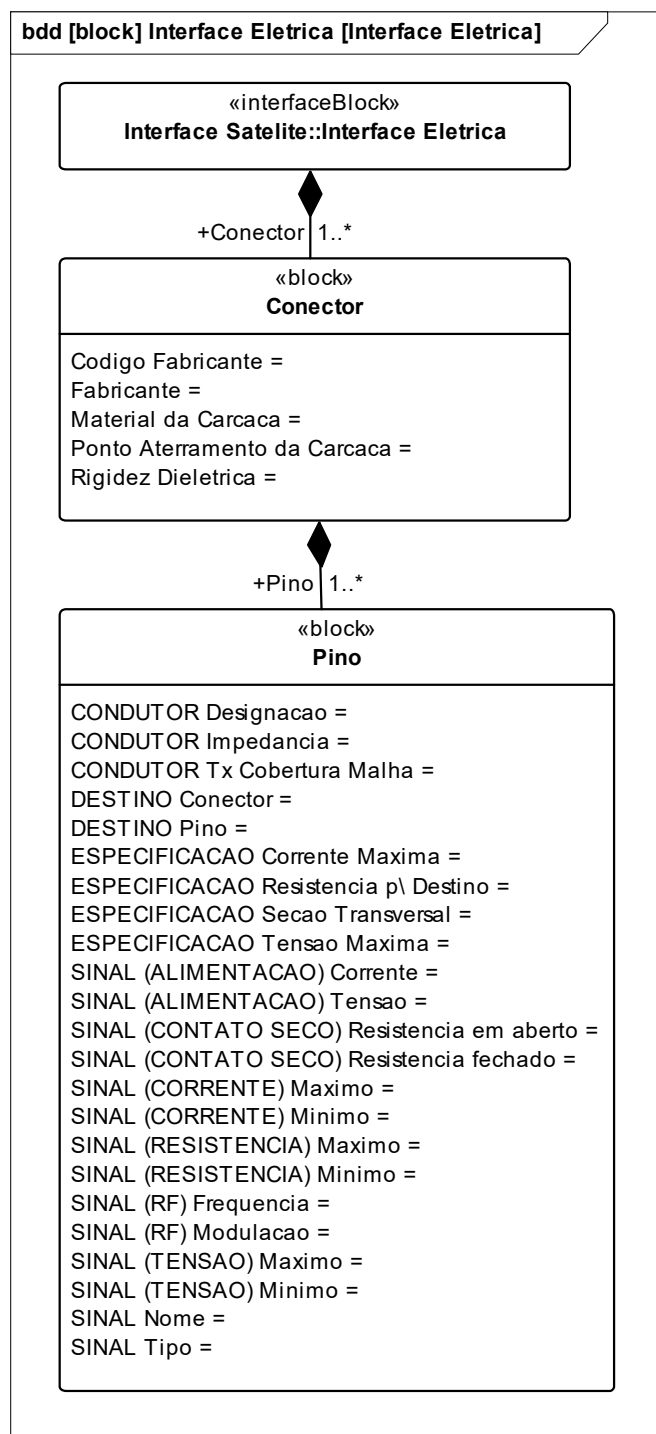 bdd [block] Interface Eletrica [Interface Eletrica]
«interfaceBlock»
Interface Satelite::Interface Eletrica
+Conector 1..*
«block»
Conector
Codigo Fabricante =
Fabricante =
Material da Carcaca =
Ponto Aterramento da Carcaca =
Rigidez Dieletrica =
+Pino 1..*
«block»
Pino
CONDUTOR Designacao =
CONDUTOR Impedancia =
CONDUTOR Tx Cobertura Malha =
DESTINO Conector =
DESTINO Pino =
ESPECIFICACAO Corrente Maxima =
ESPECIFICACAO Resistencia p\ Destino =
ESPECIFICACAO Secao Transversal =
ESPECIFICACAO Tensao Maxima =
SINAL (ALIMENTACAO) Corrente =
SINAL (ALIMENTACAO) Tensao =
SINAL (CONTATO SECO) Resistencia em aberto =
SINAL (CONTATO SECO) Resistencia fechado =
SINAL (CORRENTE) Maximo =
SINAL (CORRENTE) Minimo =
SINAL (RESISTENCIA) Maximo =
SINAL (RESISTENCIA) Minimo =
SINAL (RF) Frequencia =
SINAL (RF) Modulacao =
SINAL (TENSAO) Maximo =
SINAL (TENSAO) Minimo =
SINAL Nome =
SINAL Tipo =